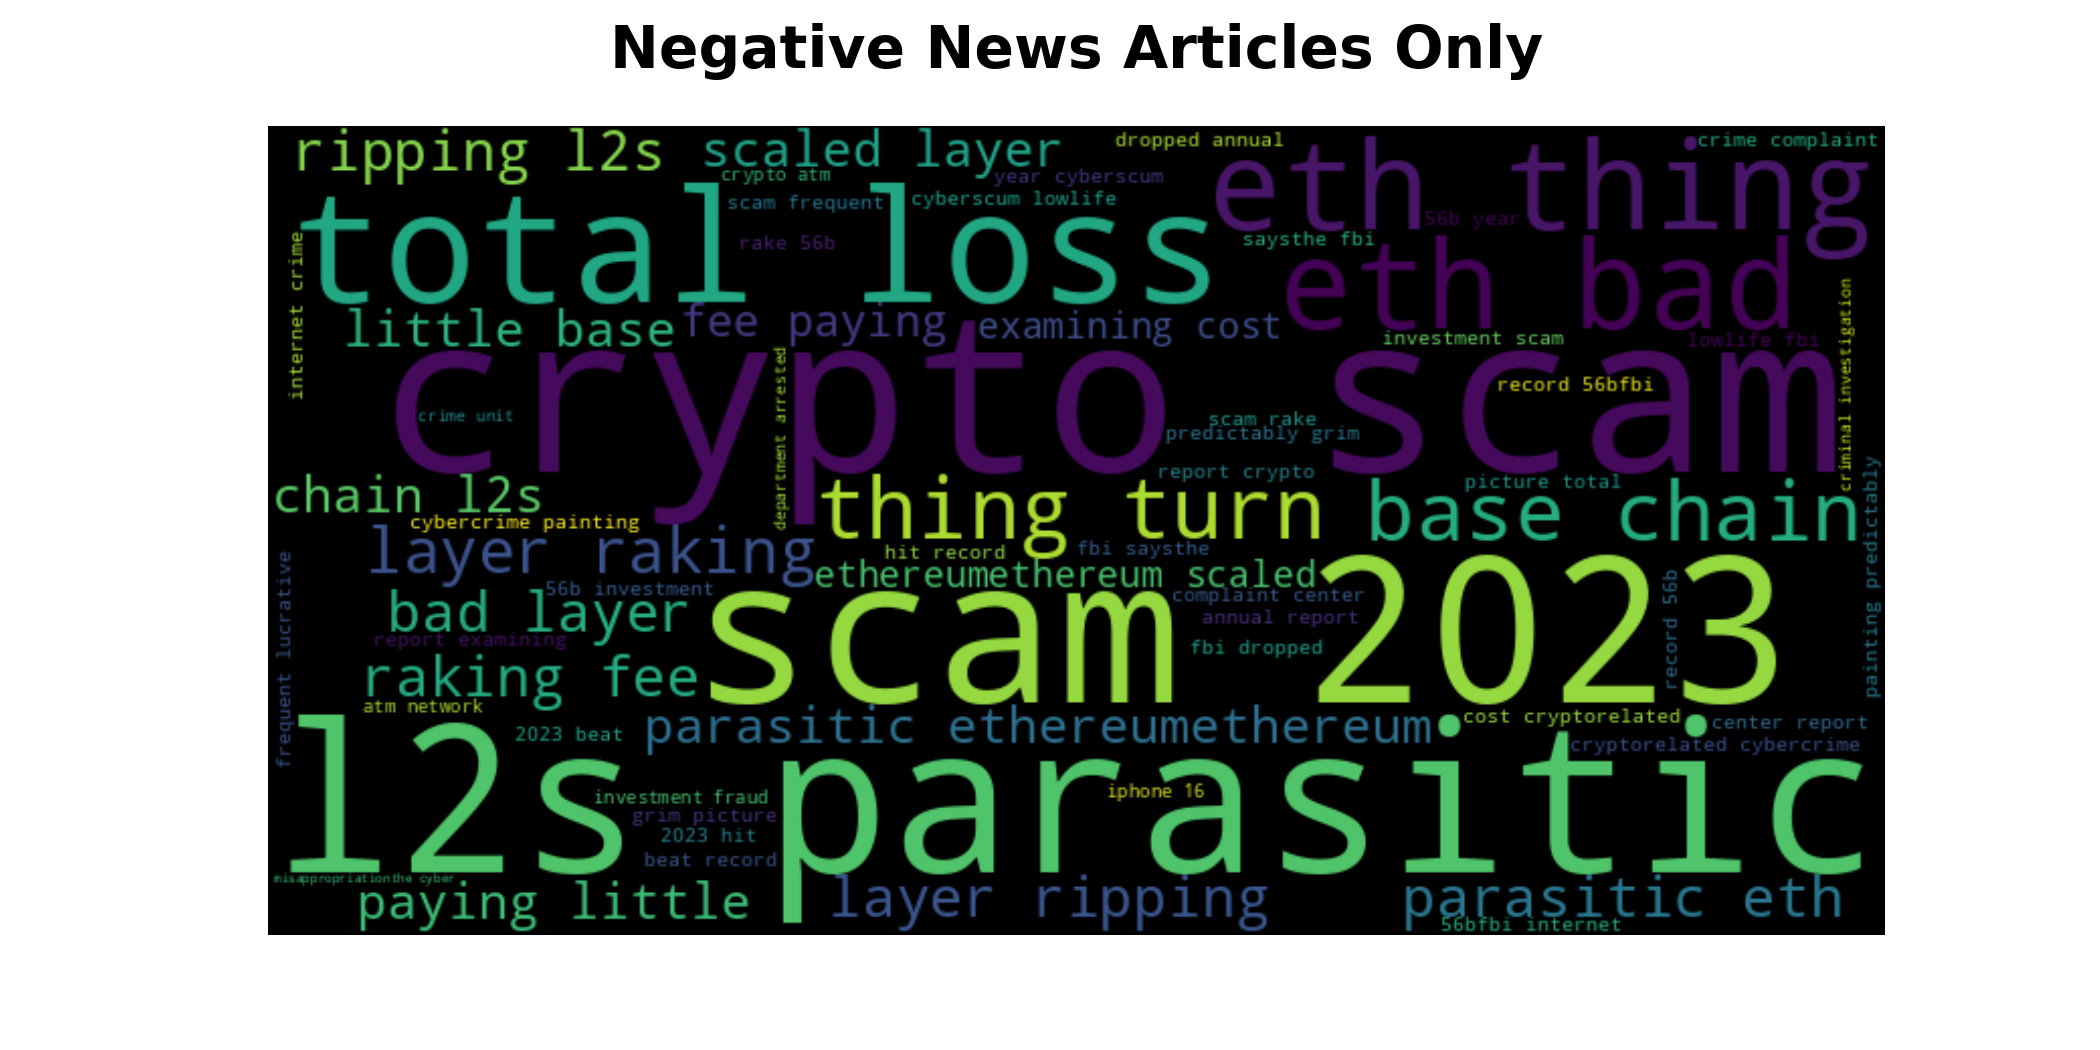 Negative News Articles Only
ripping l2s
scaled layer
dropped annual
crime complaint
crypto atm
year cyberscum
eth thing
scam frequent
cyberscum lowlife
total loss
56b year
rake 56b
saysthe fbi
internet crime
eth bad
little base
fee paying
examining cost
investment scam
lowlife fbi
criminal investigation
crypto scam
record 56bfbi
department arrested
crime unit
scam rake
predictably grim
report crypto
picture total
chain l2s
thing turn
base chain
cybercrime painting
layer raking
hit record
fbi saysthe
painting predictably
ethereumethereum scaled
56b investment
complaint center
bad layer
scam 2023
record 56b
annual report
report examining
fbi dropped
frequent lucrative
raking fee
atm network
2023 beat
parasitic ethereumethereum
cost cryptorelated
center report
cryptorelated cybercrime
l2s parasitic
investment fraud
iphone 16
grim picture
2023 hit
beat record
misappropriationthe cyber
paying little
layer ripping
parasitic eth
56bfbi internet